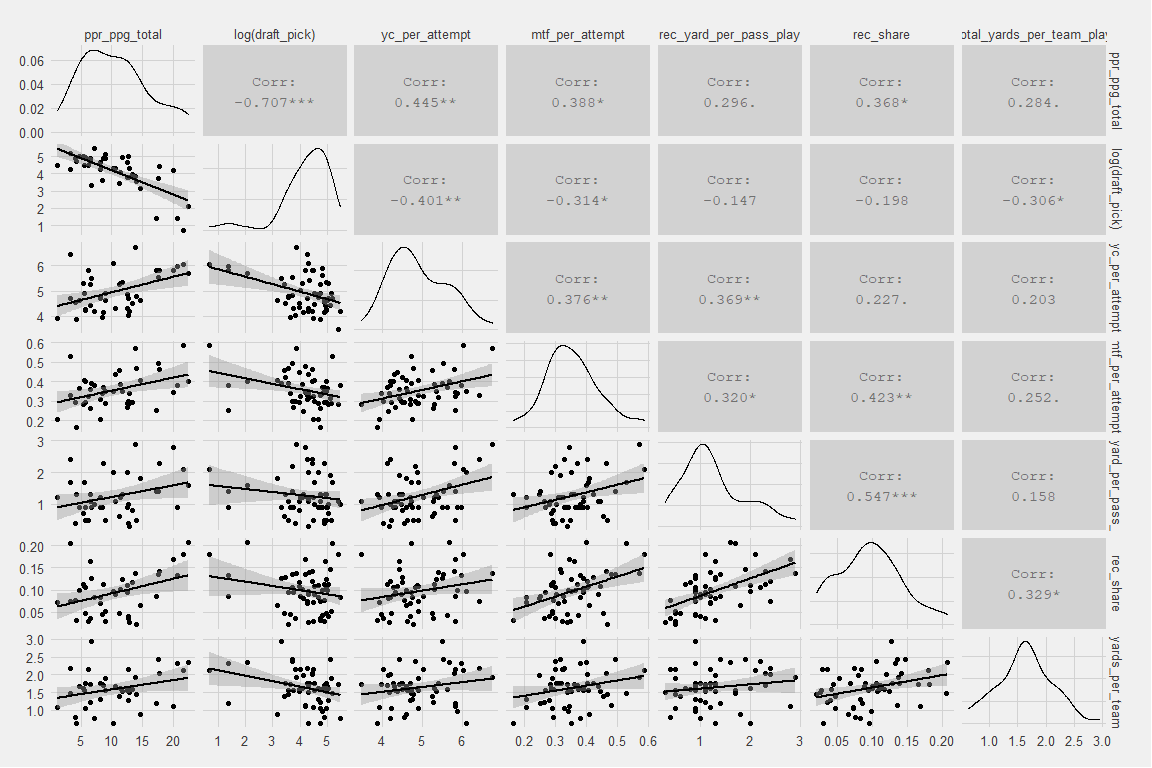 ppr_ppg_total log(draft_pick) yc_per_attempt mtf_per_attempt rec_yard_per_pass_play rec_share otal_yards_per_team_play
0.06
0.04
0.02
0.00
Corr:
-0.707***
Corr:
0.445**
Corr:
0.388*
Corr:
0.296.
Corr:
0.368*
Corr:
0.284.
ppr_ppg_total
5
4
3
2
1
Corr:
-0.401**
Corr:
-0.314*
Corr:
-0.147
Corr:
-0.198
Corr:
-0.306*
log(draft_pick)
6
5
4
Corr:
0.376**
Corr:
0.369**
Corr:
0.227.
Corr:
0.203
yc_per_attempt
0.6
0.5
0.4
0.3
0.2
Corr:
0.320*
Corr:
0.423**
Corr:
0.252.
mtf_per_attempt
3
2
1
Corr:
0.547***
Corr:
0.158
yard_per_pass_
0.20
0.15
0.10
0.05
Corr:
0.329*
rec_share
3.0
2.5
2.0
1.5
1.0
yards_per_team
5 10 15 20 1 2 3 4 5 4 5 6 0.2 0.3 0.4 0.5 0.6 1 2 3 0.05 0.10 0.15 0.20 1.0 1.5 2.0 2.5 3.0